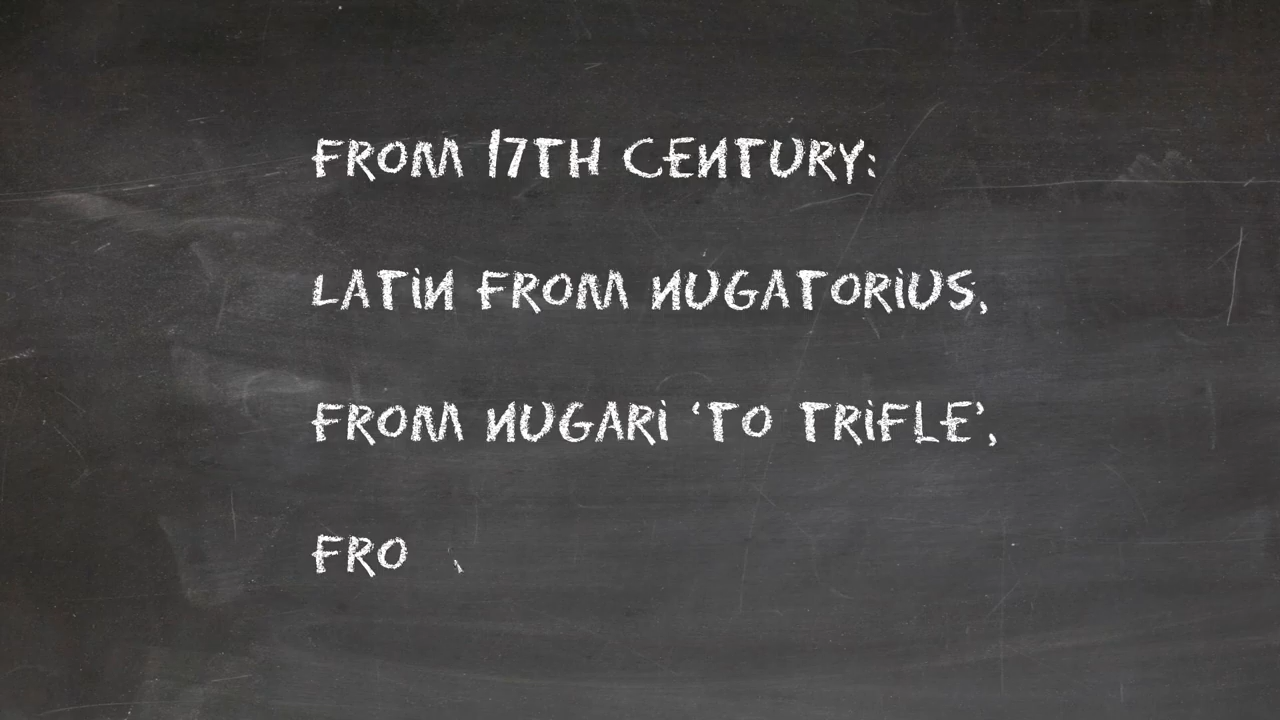 FROM 17TH CENTURY:
LATIN FROM NUGATORIUS,
FROM NUGARI ‘TO TRIFLE’,
FRO